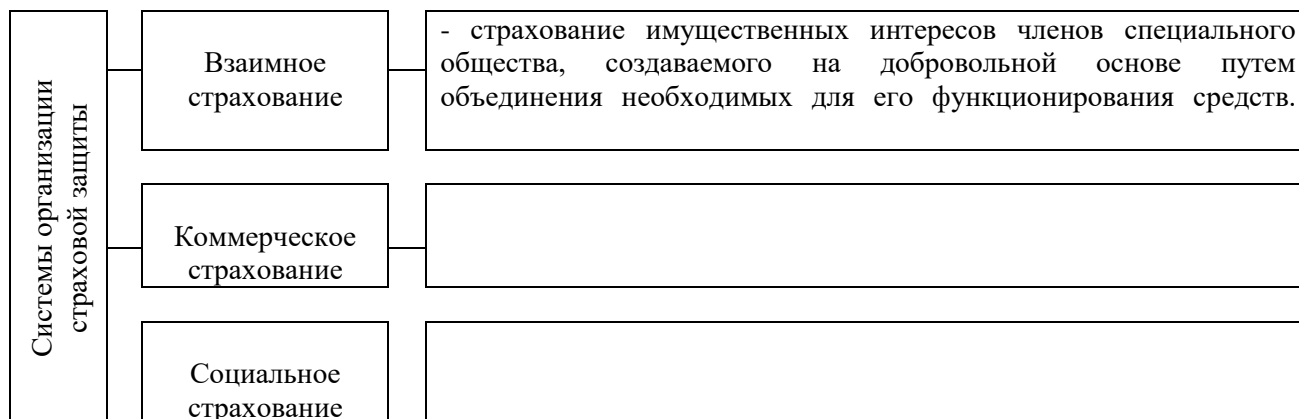 Системы организации
страховой защиты
Взаимное
страхование
- страхование имущественных интересов членов специального
общества, создаваемого на добровольной основе путем
объединения необходимых для его функционирования средств.
Коммерческое
страхование
Социальное
страхование